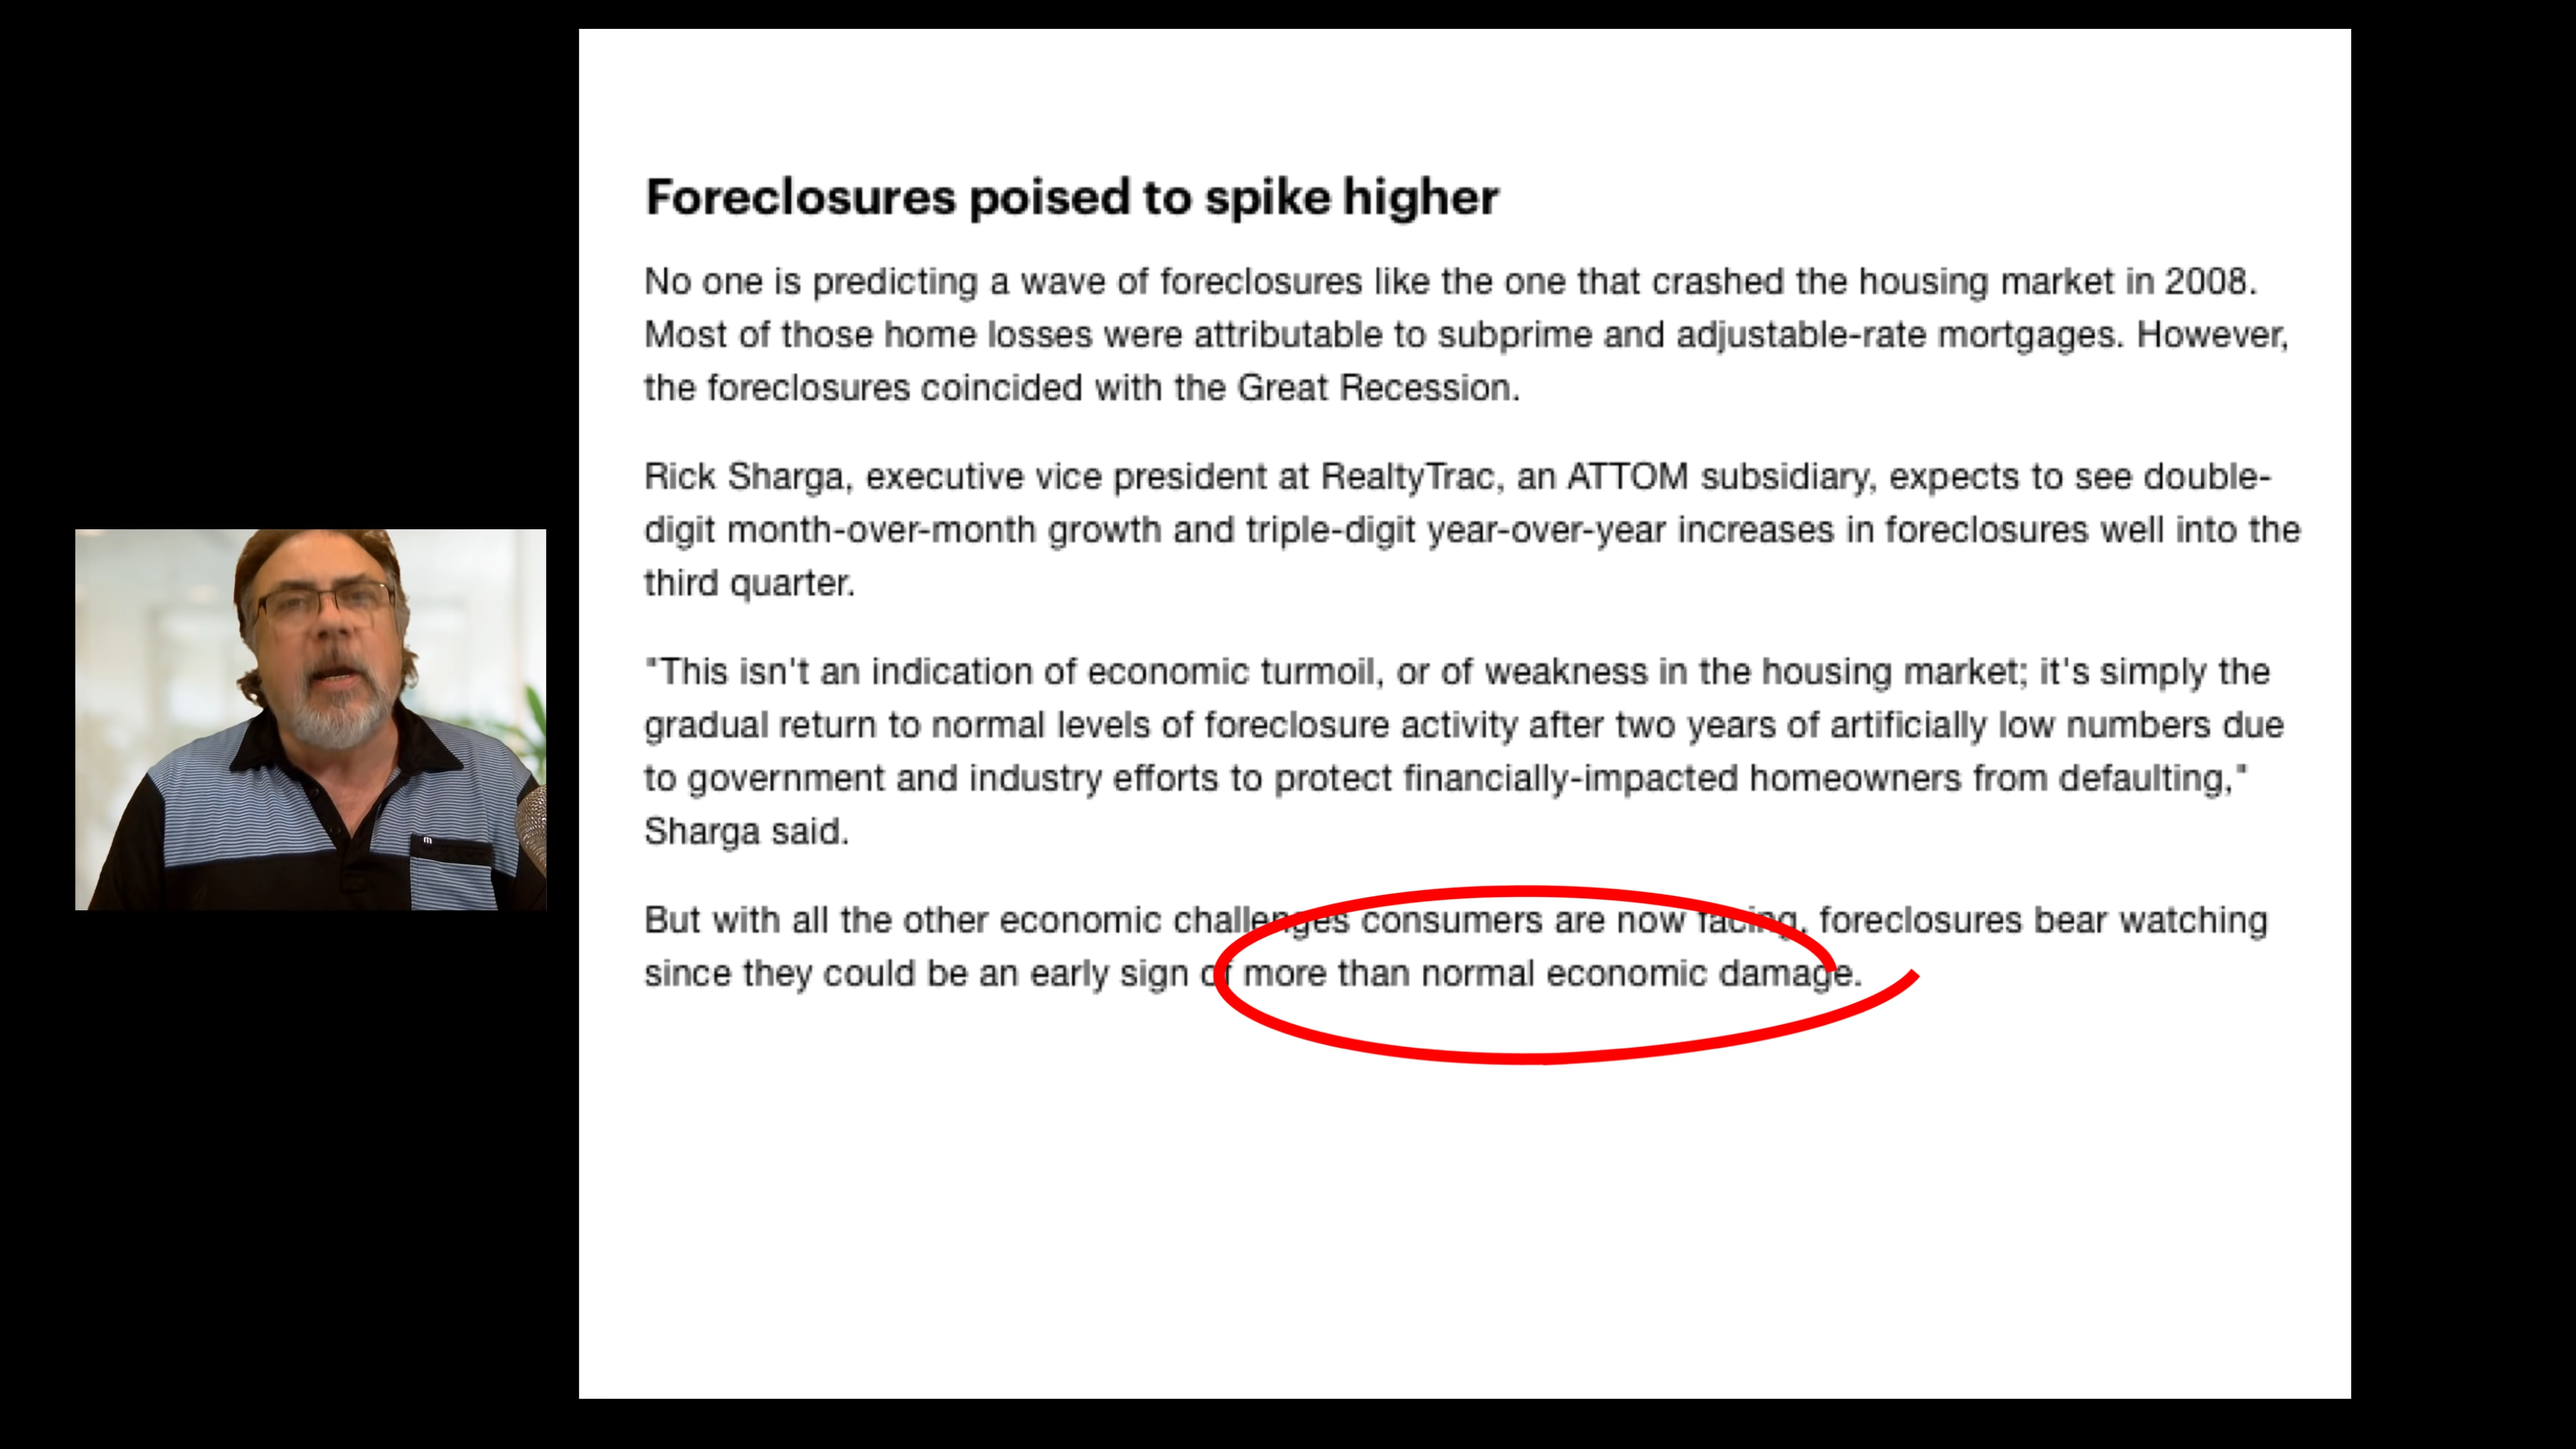 Foreclosures poised to spike higher
No one is predicting a wave of foreclosures like the one that crashed the housing market in 2008.
Most of those home losses were attributable to subprime and adjustable-rate mortgages. However,
the foreclosures coincided with the Great Recession.
Rick Sharga, executive vice president at RealtyTrac, an ATTOM subsidiary, expects to see double-
digit month-over-month growth and triple-digit year-over-year increases in foreclosures well into the
third quarter.
"This isn't an indication of economic turmoil, or of weakness in the housing market; it's simply the
gradual return to normal levels of foreclosure activity after two years of artificially low numbers due
to government and industry efforts to protect financially-impacted homeowners from defaulting,"
Sharga said.
But with all the other economic challenges consumers are now facing, foreclosures bear watching
since they could be an early sign of more than normal economic damage.